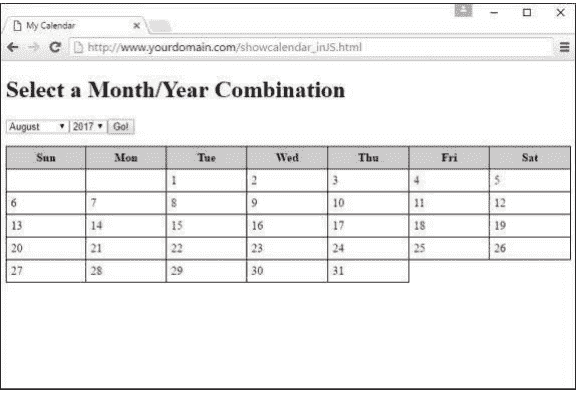 My Calendar
http://www.yourdomain.com/showcalendar_inJS.html
Select a Month/Year Combination
August 2017 Go!
Sun Mon Tue Wed Thu Fri Sat
1 2 3 4 5
6 7 8 9 10 11 12
13 14 15 16 17 18 19
20 21 22 23 24 25 26
27 28 29 30 31